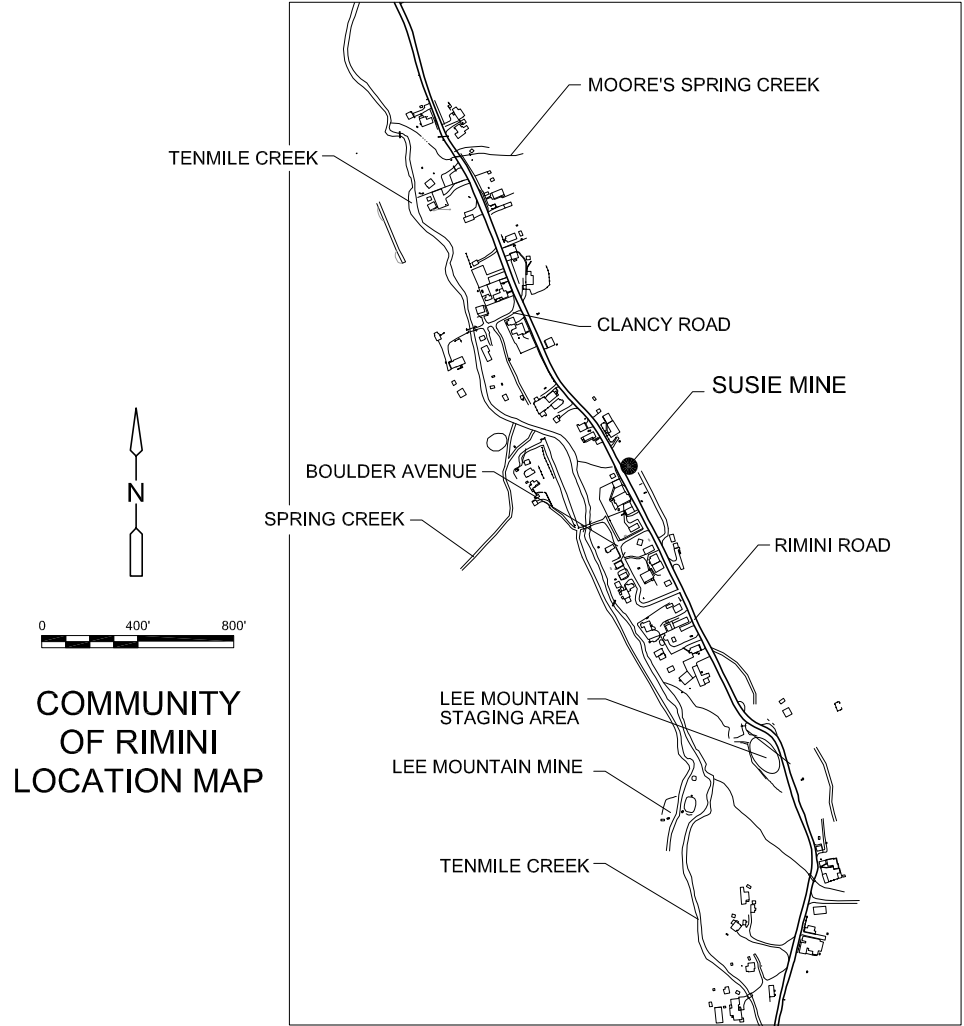 MOORE'S SPRING CREEK
TENMILE CREEK
CLANCY ROAD
SUSIE MINE
BOULDER AVENUE
SPRING CREEK
N
RIMINI ROAD
0 400' 800'
COMMUNITY
OF RIMINI
LOCATION MAP
LEE MOUNTAIN
STAGING AREA
LEE MOUNTAIN MINE
TENMILE CREEK